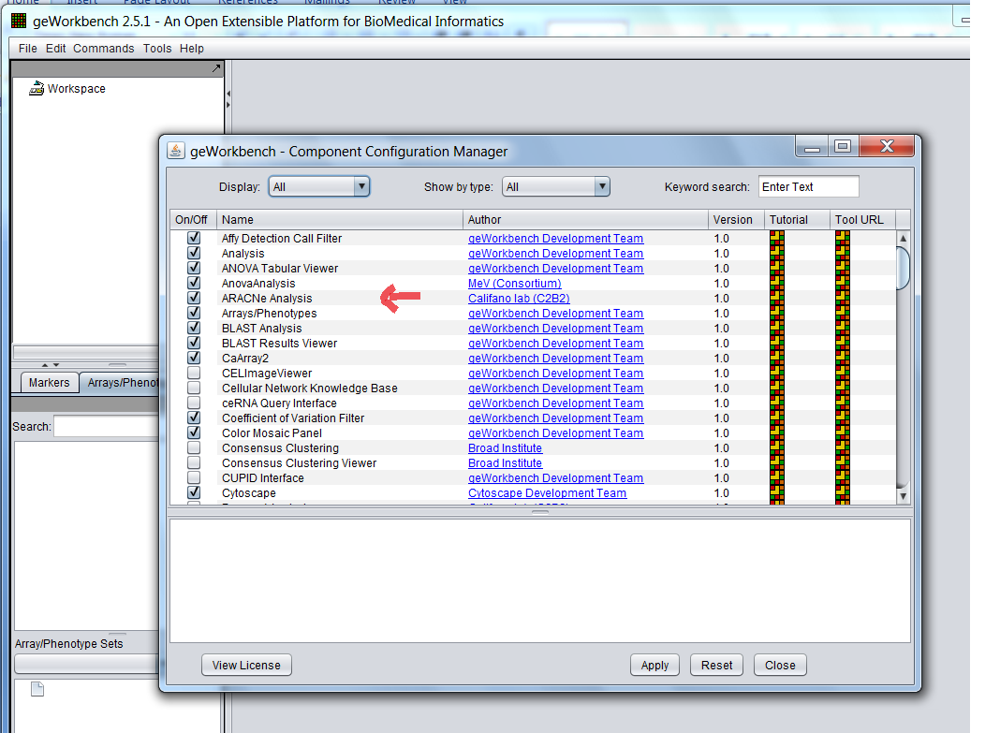 Home Insert Page Layout References Mailings Review View
geWorkbench 2.5.1 - An Open Extensible Platform for BioMedical Informatics
File Edit Commands Tools Help
Workspace
geWorkbench - Component Configuration Manager
Display: All Show by type: All Keyword search: Enter Text
On/Off Name Author Version Tutorial Tool URL
Affy Detection Call Filter geWorkbench Development Team 1.0
Analysis geWorkbench Development Team 1.0
ANOVA Tabular Viewer geWorkbench Development Team 1.0
AnovaAnalysis MeV (Consortium) 1.0
ARACNe Analysis Califano lab (C2B2) 1.0
Arrays/Phenotypes geWorkbench Development Team 1.0
BLAST Analysis geWorkbench Development Team 1.0
BLAST Results Viewer geWorkbench Development Team 1.0
CaArray2 geWorkbench Development Team 1.0
CELImageViewer geWorkbench Development Team 1.0
Cellular Network Knowledge Base geWorkbench Development Team 1.0
ceRNA Query Interface geWorkbench Development Team 1.0
Coefficient of Variation Filter geWorkbench Development Team 1.0
Color Mosaic Panel geWorkbench Development Team 1.0
Consensus Clustering Broad Institute 1.0
Consensus Clustering Viewer Broad Institute 1.0
CUPID Interface geWorkbench Development Team 1.0
Cytoscape Cytoscape Development Team 1.0
Markers Arrays/Phenot
Search:
Array/Phenotype Sets
View License Apply Reset Close